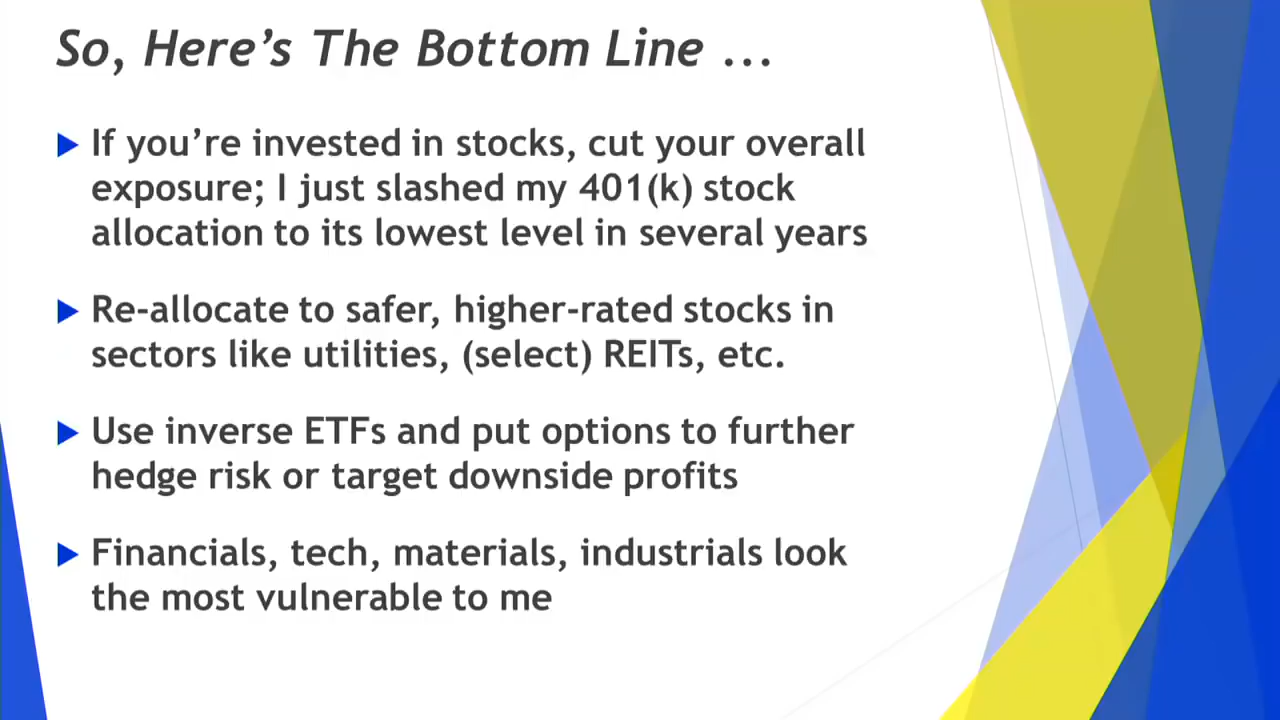 So, Here’s The Bottom Line ...
If you’re invested in stocks, cut your overall
exposure; I just slashed my 401(k) stock
allocation to its lowest level in several years
Re-allocate to safer, higher-rated stocks in
sectors like utilities, (select) REITs, etc.
Use inverse ETFs and put options to further
hedge risk or target downside profits
Financials, tech, materials, industrials look
the most vulnerable to me